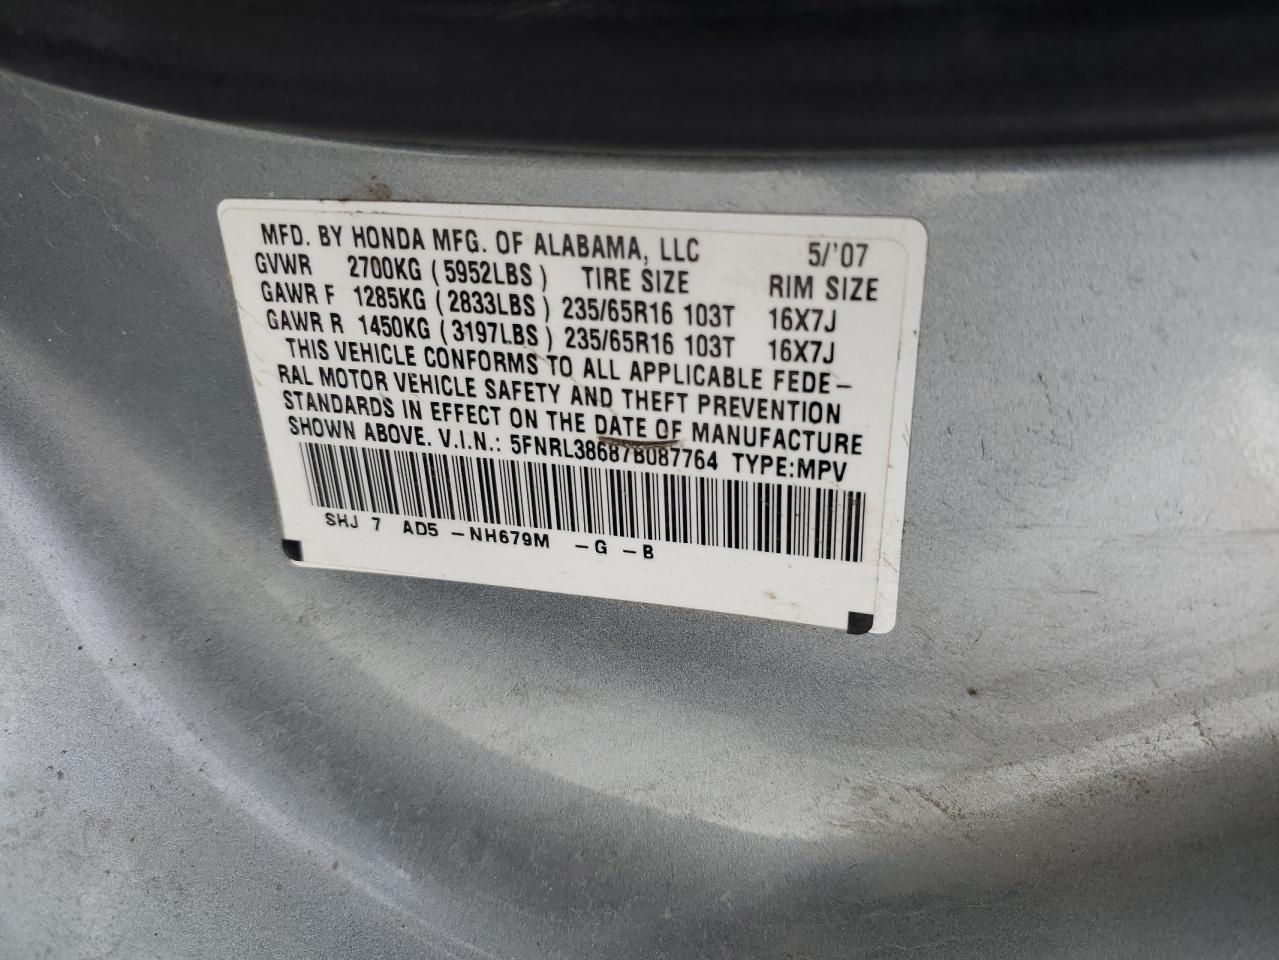 MFD. BY HONDA MFG. OF ALABAMA, LLC 5/'07
GVWR 2700KG (5952LBS) TIRE SIZE RIM SIZE
GAWR F 1285KG (2833LBS) 235/65R16 103T 16X7J
GAWR R 1450KG (3197LBS) 235/65R16 103T 16X7J
THIS VEHICLE CONFORMS TO ALL APPLICABLE FEDE-
RAL MOTOR VEHICLE SAFETY AND THEFT PREVENTION
STANDARDS IN EFFECT ON THE DATE OF MANUFACTURE
SHOWN ABOVE. V.I.N.: 5FNRL38687B087764 TYPE:MPV
SHJ 7 AD5 -NH679M -G -B